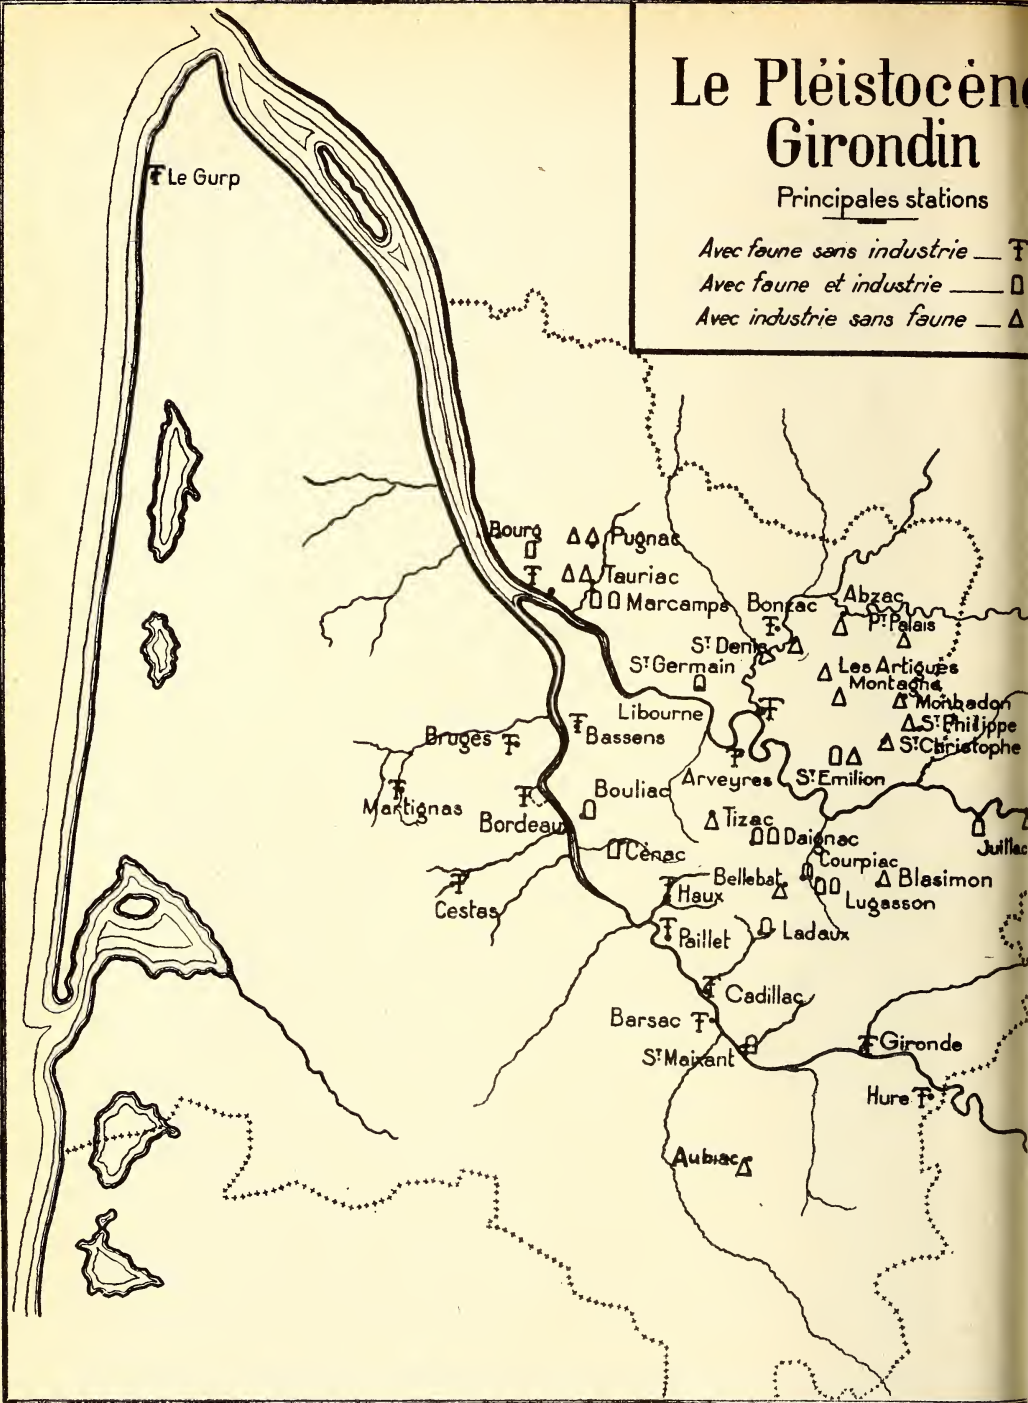 Le Pléistocène
Girondin
Principales stations
Avec faune sans industrie
Avec faune et industrie
Avec industrie sans faune
Le Gurp
Bourg
Pugnac
Tauriac
Marcamps
Bonzac
Abzac
Pᵀ Palais
Sᵀ Denis
Sᵀ Germain
Les Artigues
Montagne
Monbadon
Libourne
Sᵀ Philippe
Bruges
Bassens
Sᵀ Christophe
Arveyres
Sᵀ Emilion
Martignas
Bouliac
Bordeaux
Tizac
Daignac
Juillac
Cénac
Courpiac
Bellebat
Blasimon
Haux
Lugasson
Cestas
Paillet
Ladaux
Cadillac
Barsac
Sᵀ Maixant
Gironde
Hure
Aubiac